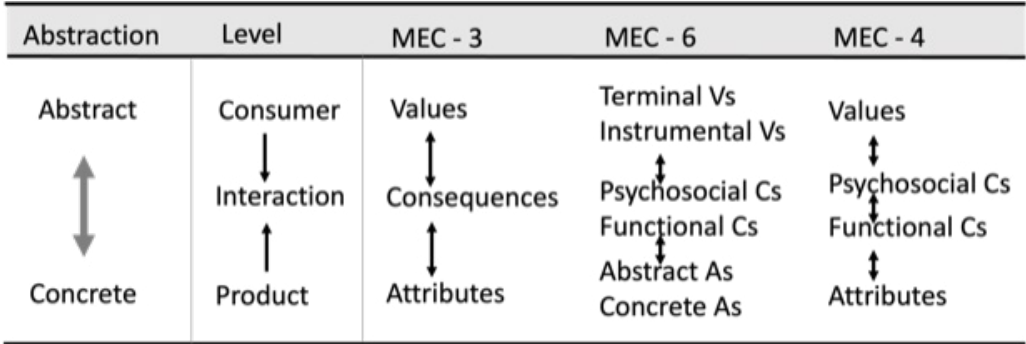 Abstraction Level MEC - 3 MEC - 6 MEC - 4
Abstract Consumer Values Terminal Vs Values
Instrumental Vs
Interaction Consequences Psychosocial Cs Psychosocial Cs
Functional Cs Functional Cs
Concrete Product Attributes Abstract As Attributes
Concrete As